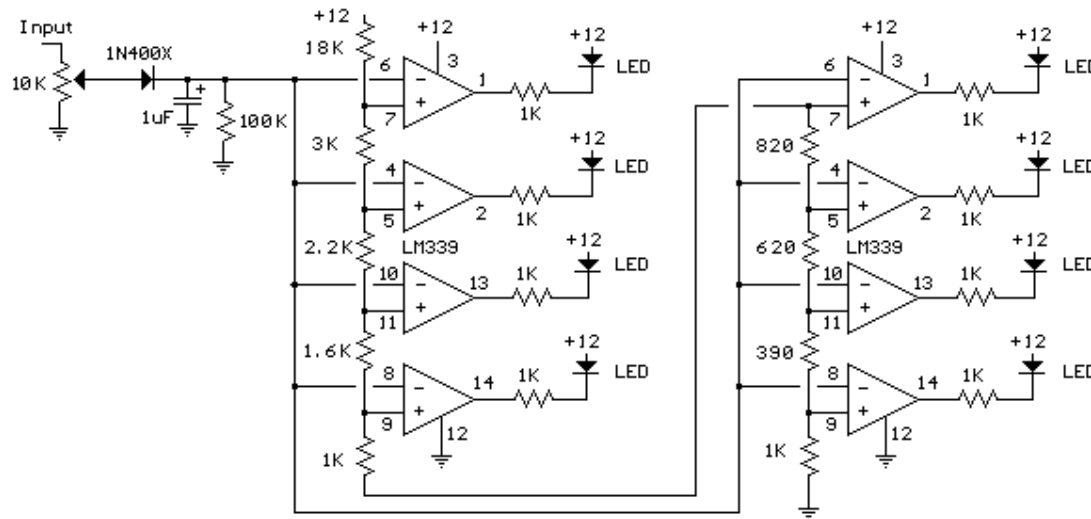 Input
10K
1N400X
+
1uF
100K
+12
18K
+12
3
6
-
+
7
1
1K
+12
LED
3K
4
-
+
5
2
1K
+12
LED
2.2K
LM339
10
-
+
11
13
1K
+12
LED
1.6K
8
-
+
9
14
12
1K
+12
LED
1K
+12
3
6
-
+
7
1
1K
+12
LED
820
4
-
+
5
2
1K
+12
LED
620
LM339
10
-
+
11
13
1K
+12
LED
390
8
-
+
9
14
12
1K
+12
LED
1K